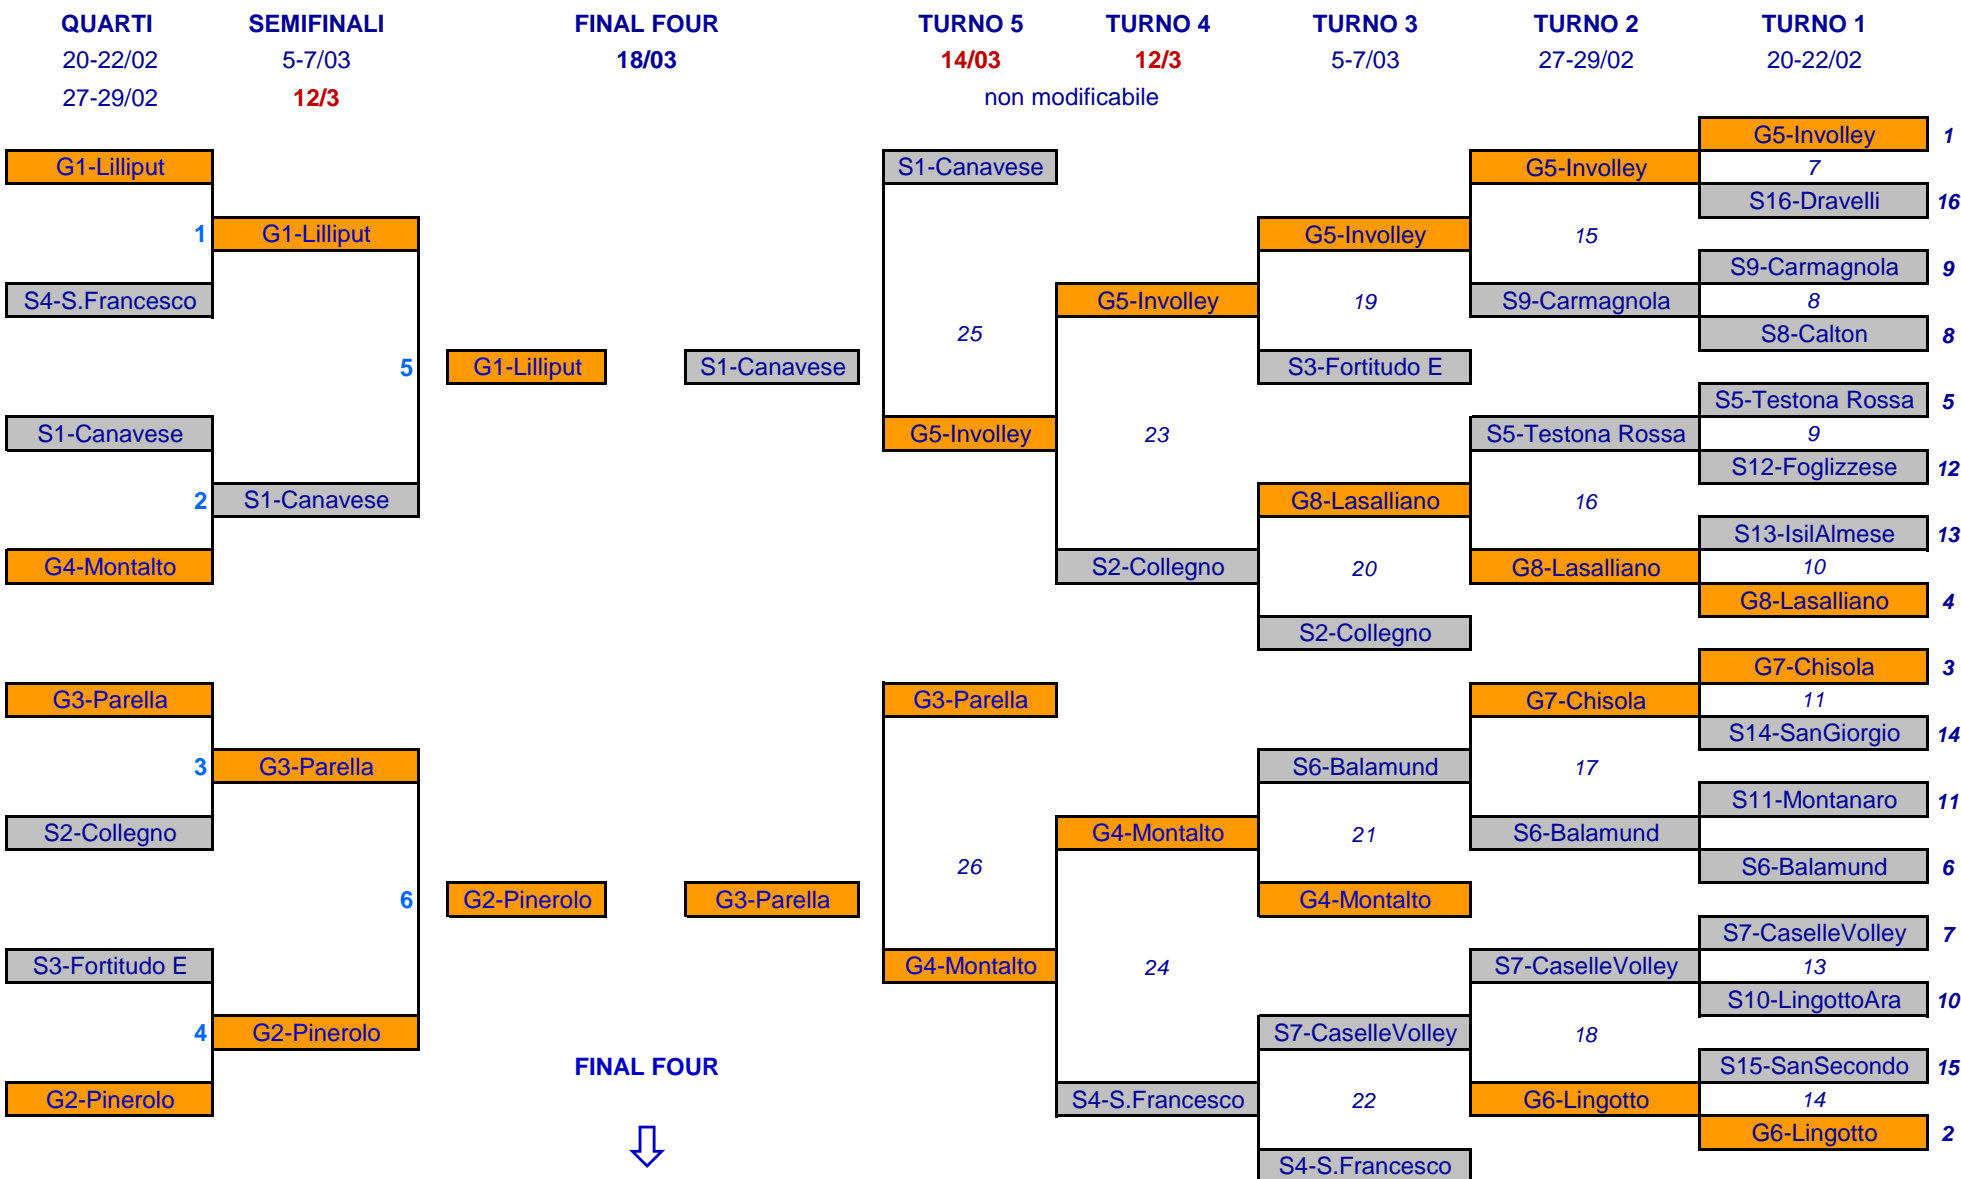 QUARTI SEMIFINALI FINAL FOUR TURNO 5 TURNO 4 TURNO 3 TURNO 2 TURNO 1
20-22/02 5-7/03 18/03 14/03 12/3 5-7/03 27-29/02 20-22/02
27-29/02 12/3 non modificabile
G5-Involley 1
G1-Lilliput S1-Canavese G5-Involley 7
S16-Dravelli 16
1 G1-Lilliput G5-Involley 15
S9-Carmagnola 9
S4-S.Francesco G5-Involley 19 S9-Carmagnola 8
25 S8-Calton 8
5 G1-Lilliput S1-Canavese S3-Fortitudo E
S5-Testona Rossa 5
S1-Canavese G5-Involley 23 S5-Testona Rossa 9
S12-Foglizzese 12
2 S1-Canavese G8-Lasalliano 16
S13-IsilAlmese 13
G4-Montalto S2-Collegno 20 G8-Lasalliano 10
G8-Lasalliano 4
S2-Collegno
G7-Chisola 3
G3-Parella G3-Parella G7-Chisola 11
S14-SanGiorgio 14
3 G3-Parella S6-Balamund 17
S11-Montanaro 11
S2-Collegno G4-Montalto 21 S6-Balamund
26 S6-Balamund 6
6 G2-Pinerolo G3-Parella G4-Montalto
S7-CaselleVolley 7
S3-Fortitudo E G4-Montalto 24 S7-CaselleVolley 13
S10-LingottoAra 10
4 G2-Pinerolo S7-CaselleVolley 18
FINAL FOUR S15-SanSecondo 15
G2-Pinerolo S4-S.Francesco 22 G6-Lingotto 14
G6-Lingotto 2
S4-S.Francesco